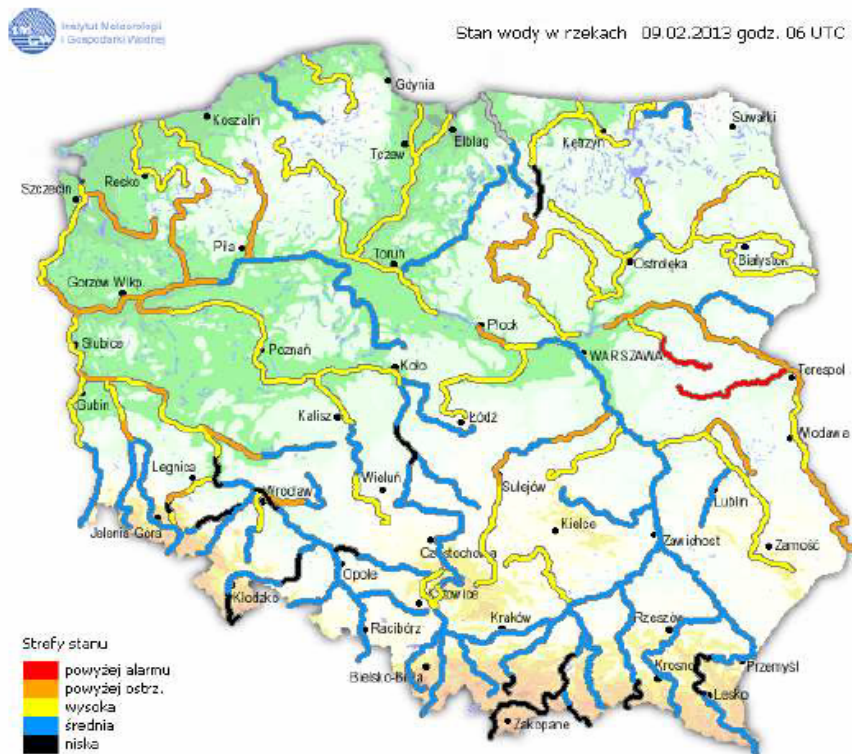 Instytut Meteorologii
i Gospodarki Wodnej
Stan wody w rzekach 09.02.2013 godz. 06 UTC
Gdynia
Koszalin
Suwałki
Elbląg
Kętrzyn
Tczew
Resko
Szczecin
Piła
Toruń
Ostrołęka
Białystok
Gorzów Wlkp.
Płock
Słubice
Poznań
WARSZAWA
Koło
Terespol
Gubin
Kalisz
Łódź
Włodawa
Legnica
Wieluń
Sulejów
Wrocław
Lublin
Jelenia Góra
Kielce
Częstochowa
Zawichost
Zamość
Opole
Kłodzko
Katowice
Racibórz
Kraków
Rzeszów
Bielsko-Biała
Krosno
Przemyśl
Lesko
Zakopane
Strefy stanu
powyżej alarmu
powyżej ostrz.
wysoka
średnia
niska